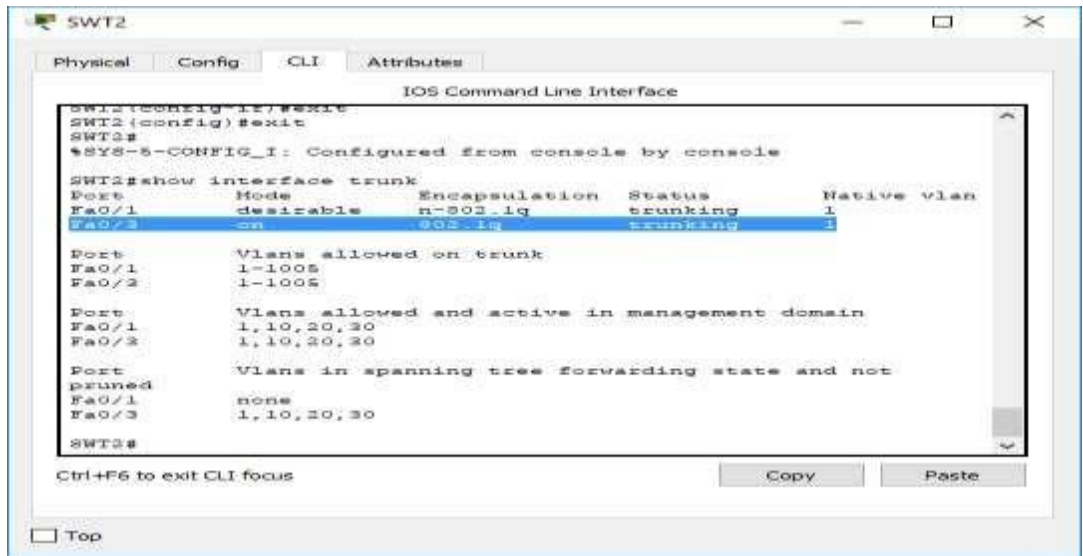 SWT2
Physical Config CLI Attributes
IOS Command Line Interface
SWT2(config-if)#exit
SWT2(config)#exit
SWT2#
%SYS-5-CONFIG_I: Configured from console by console
SWT2#show interface trunk
Port Mode Encapsulation Status Native vlan
Fa0/1 desirable n-802.1q trunking 1
Fa0/3 on 802.1q trunking 1
Port Vlans allowed on trunk
Fa0/1 1-1005
Fa0/3 1-1005
Port Vlans allowed and active in management domain
Fa0/1 1,10,20,30
Fa0/3 1,10,20,30
Port Vlans in spanning tree forwarding state and not
pruned
Fa0/1 none
Fa0/3 1,10,20,30
SWT2#
Ctrl+F6 to exit CLI focus Copy Paste
Top